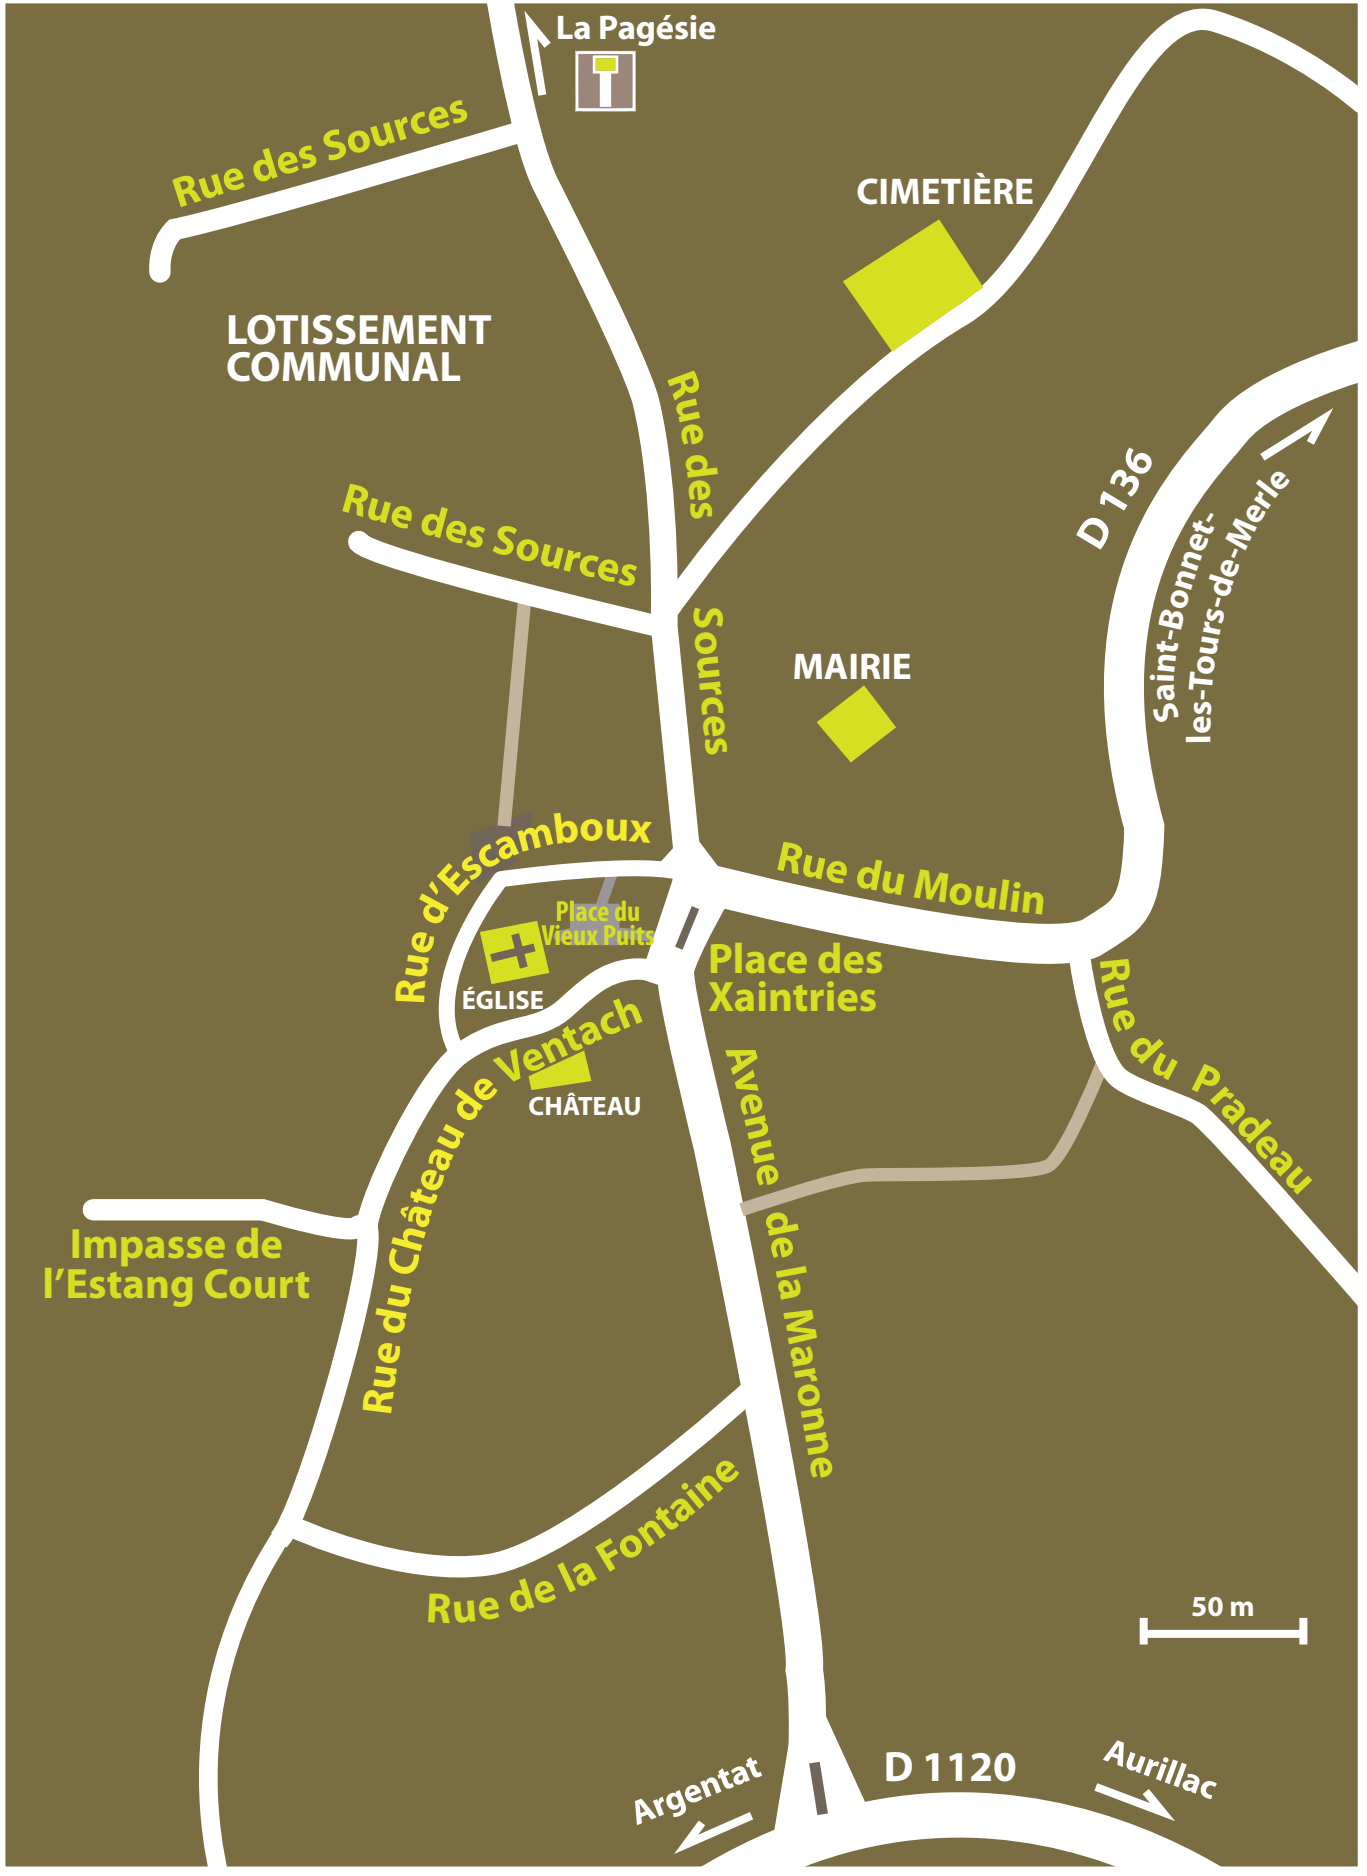 La Pagésie
Rue des Sources
CIMETIÈRE
LOTISSEMENT
COMMUNAL
Rue des
Sources
Rue des Sources
D 136
Saint-Bonnet-
les-Tours-de-Merle
MAIRIE
Rue d'Escamboux
Rue du Moulin
Place du
Vieux Puits
Place des
Xaintries
ÉGLISE
Rue du Château de Ventach
CHÂTEAU
Rue du Pradeau
Avenue de la Maronne
Impasse de
l'Estang Court
Rue de la Fontaine
50 m
D 1120
Argentat
Aurillac